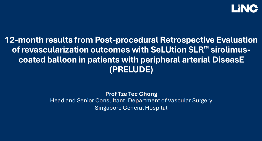 LINC
12-month results from Post-procedural Retrospective Evaluation
of revascularization outcomes with SeLUtion SLR™ sirolimus-
coated balloon in patients with peripheral arterial DiseasE
(PRELUDE)
Prof Tze Tec Chong
Head and Senior Consultant, Department of Vascular Surgery
Singapore General Hospital